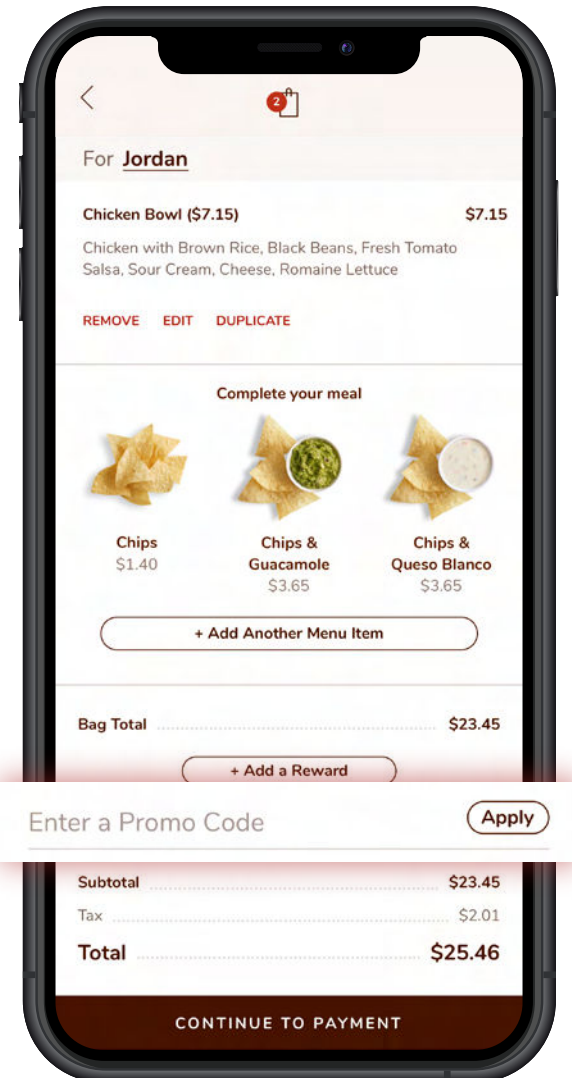 2
For Jordan
Chicken Bowl ($7.15) $7.15
Chicken with Brown Rice, Black Beans, Fresh Tomato
Salsa, Sour Cream, Cheese, Romaine Lettuce
REMOVE EDIT DUPLICATE
Complete your meal
Chips
$1.40
Chips &
Guacamole
$3.65
Chips &
Queso Blanco
$3.65
+ Add Another Menu Item
Bag Total $23.45
+ Add a Reward
Enter a Promo Code Apply
Subtotal $23.45
Tax $2.01
Total $25.46
CONTINUE TO PAYMENT